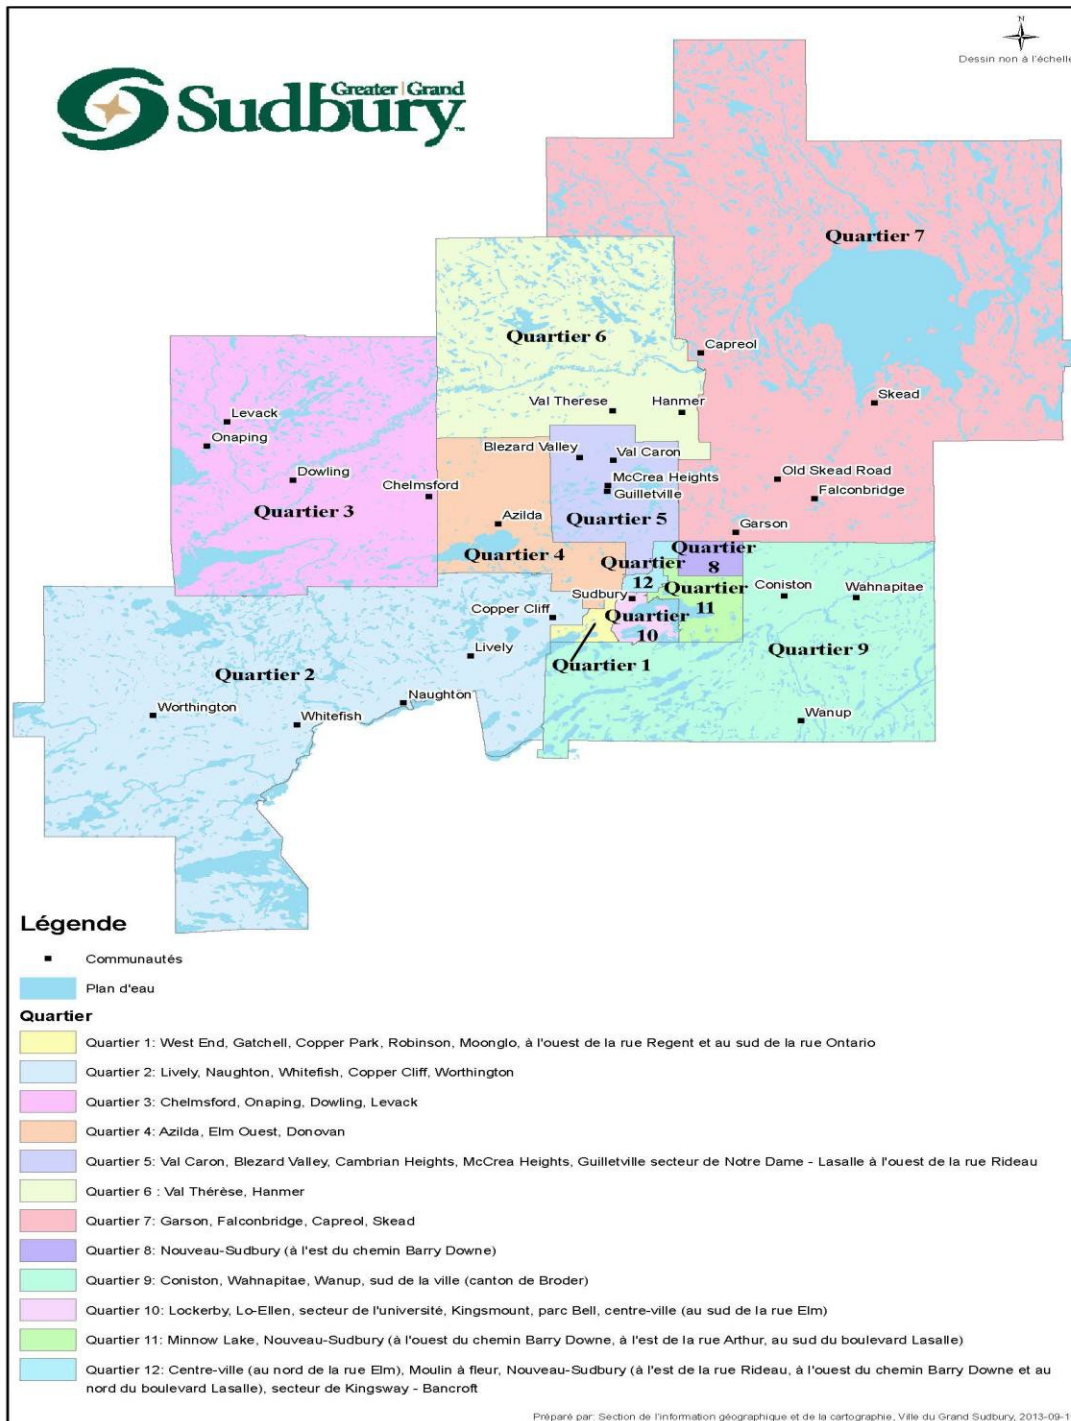 N
Dessin non à l'échelle
Greater | Grand
Sudbury
Quartier 7
Quartier 6
Capreol
Skead
Val Therese
Hanmer
Levack
Onaping
Blezard Valley
Val Caron
Dowling
Chelmsford
McCrea Heights
Guilletville
Old Skead Road
Falconbridge
Quartier 3
Azilda
Quartier 5
Garson
Quartier 4
Quartier
8
Quartier
12
Sudbury
Quartier
11
Coniston
Wahnapitae
Copper Cliff
Quartier
10
Lively
Quartier 1
Quartier 9
Quartier 2
Naughton
Worthington
Whitefish
Wanup
Légende
Communautés
Plan d'eau
Quartier
Quartier 1: West End, Gatchell, Copper Park, Robinson, Moonglo, à l'ouest de la rue Regent et au sud de la rue Ontario
Quartier 2: Lively, Naughton, Whitefish, Copper Cliff, Worthington
Quartier 3: Chelmsford, Onaping, Dowling, Levack
Quartier 4: Azilda, Elm Ouest, Donovan
Quartier 5: Val Caron, Blezard Valley, Cambrian Heights, McCrea Heights, Guilletville secteur de Notre Dame - Lasalle à l'ouest de la rue Rideau
Quartier 6 : Val Thérèse, Hanmer
Quartier 7: Garson, Falconbridge, Capreol, Skead
Quartier 8: Nouveau-Sudbury (à l'est du chemin Barry Downe)
Quartier 9: Coniston, Wahnapitae, Wanup, sud de la ville (canton de Broder)
Quartier 10: Lockerby, Lo-Ellen, secteur de l'université, Kingsmount, parc Bell, centre-ville (au sud de la rue Elm)
Quartier 11: Minnow Lake, Nouveau-Sudbury (à l'ouest du chemin Barry Downe, à l'est de la rue Arthur, au sud du boulevard Lasalle)
Quartier 12: Centre-ville (au nord de la rue Elm), Moulin à fleur, Nouveau-Sudbury (à l'est de la rue Rideau, à l'ouest du chemin Barry Downe et au
nord du boulevard Lasalle), secteur de Kingsway - Bancroft
Préparé par: Section de l'information géographique et de la cartographie, Ville du Grand Sudbury, 2013-09-1